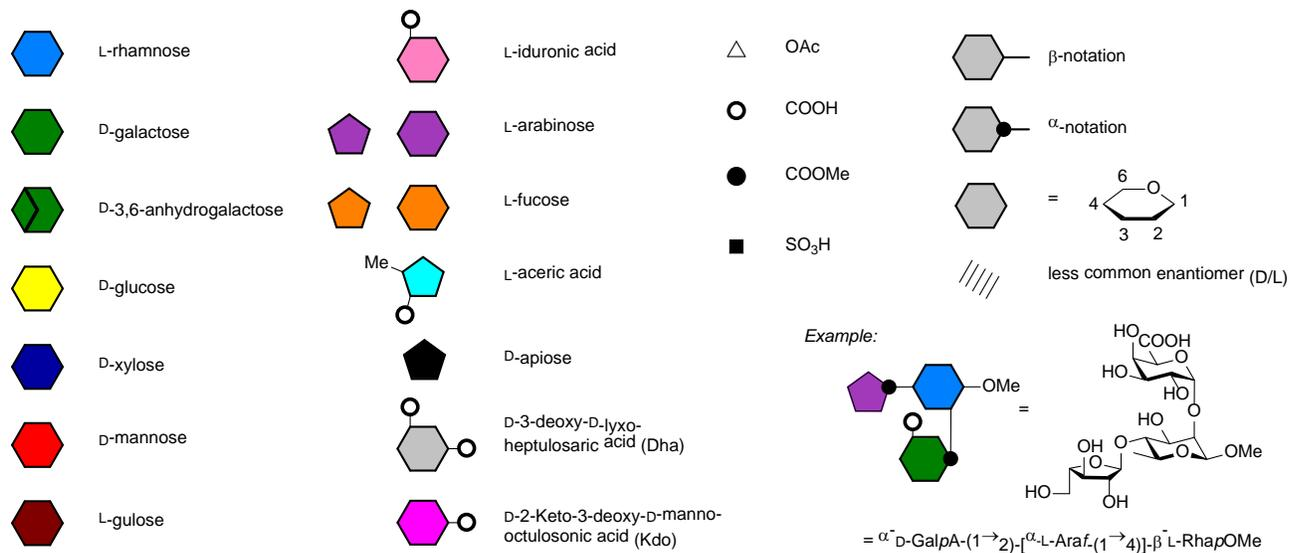 L-rhamnose
D-galactose
D-3,6-anhydrogalactose
D-glucose
D-xylose
D-mannose
L-gulose
L-iduronic acid
L-arabinose
L-fucose
Me
L-aceric acid
D-apiose
D-3-deoxy-D-lyxo-
heptulosaric acid (Dha)
D-2-Keto-3-deoxy-D-manno-
octulosonic acid (Kdo)
OAc
COOH
COOMe
SO3H
β-notation
α-notation
=
6
O
4
1
3
2
less common enantiomer (D/L)
Example:
OMe
=
HO
COOH
O
HO
HO
O
HO
OH
O
O
OMe
O
HO
OH
= α-D-GalpA-(1→2)-[α-L-Araf-(1→4)]-β-L-RhapOMe